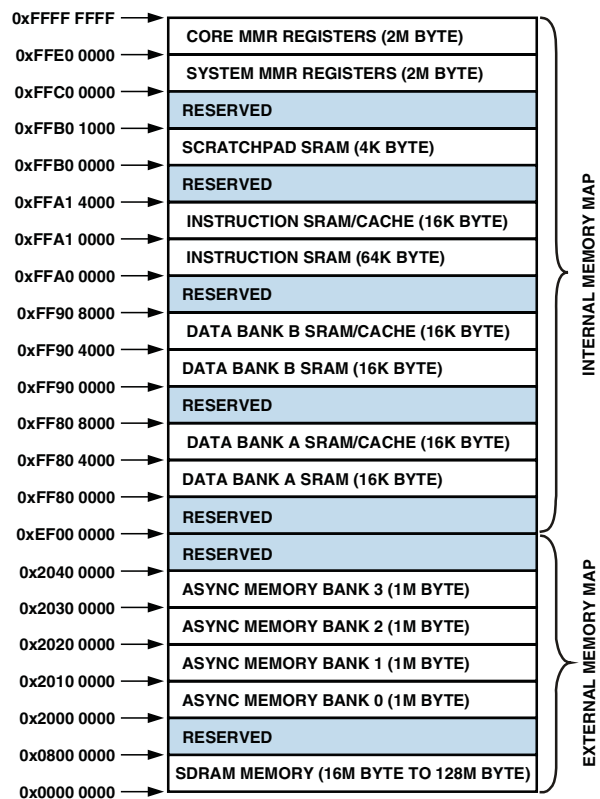 0xFFFF FFFF
CORE MMR REGISTERS (2M BYTE)
0xFFE0 0000
SYSTEM MMR REGISTERS (2M BYTE)
0xFFC0 0000
RESERVED
0xFFB0 1000
SCRATCHPAD SRAM (4K BYTE)
0xFFB0 0000
RESERVED
0xFFA1 4000
INSTRUCTION SRAM/CACHE (16K BYTE)
0xFFA1 0000
INSTRUCTION SRAM (64K BYTE)
0xFFA0 0000
RESERVED
0xFF90 8000
DATA BANK B SRAM/CACHE (16K BYTE)
0xFF90 4000
DATA BANK B SRAM (16K BYTE)
0xFF90 0000
RESERVED
0xFF80 8000
DATA BANK A SRAM/CACHE (16K BYTE)
0xFF80 4000
DATA BANK A SRAM (16K BYTE)
0xFF80 0000
RESERVED
0xEF00 0000
INTERNAL MEMORY MAP
RESERVED
0x2040 0000
ASYNC MEMORY BANK 3 (1M BYTE)
0x2030 0000
ASYNC MEMORY BANK 2 (1M BYTE)
0x2020 0000
ASYNC MEMORY BANK 1 (1M BYTE)
0x2010 0000
ASYNC MEMORY BANK 0 (1M BYTE)
0x2000 0000
RESERVED
0x0800 0000
SDRAM MEMORY (16M BYTE TO 128M BYTE)
0x0000 0000
EXTERNAL MEMORY MAP